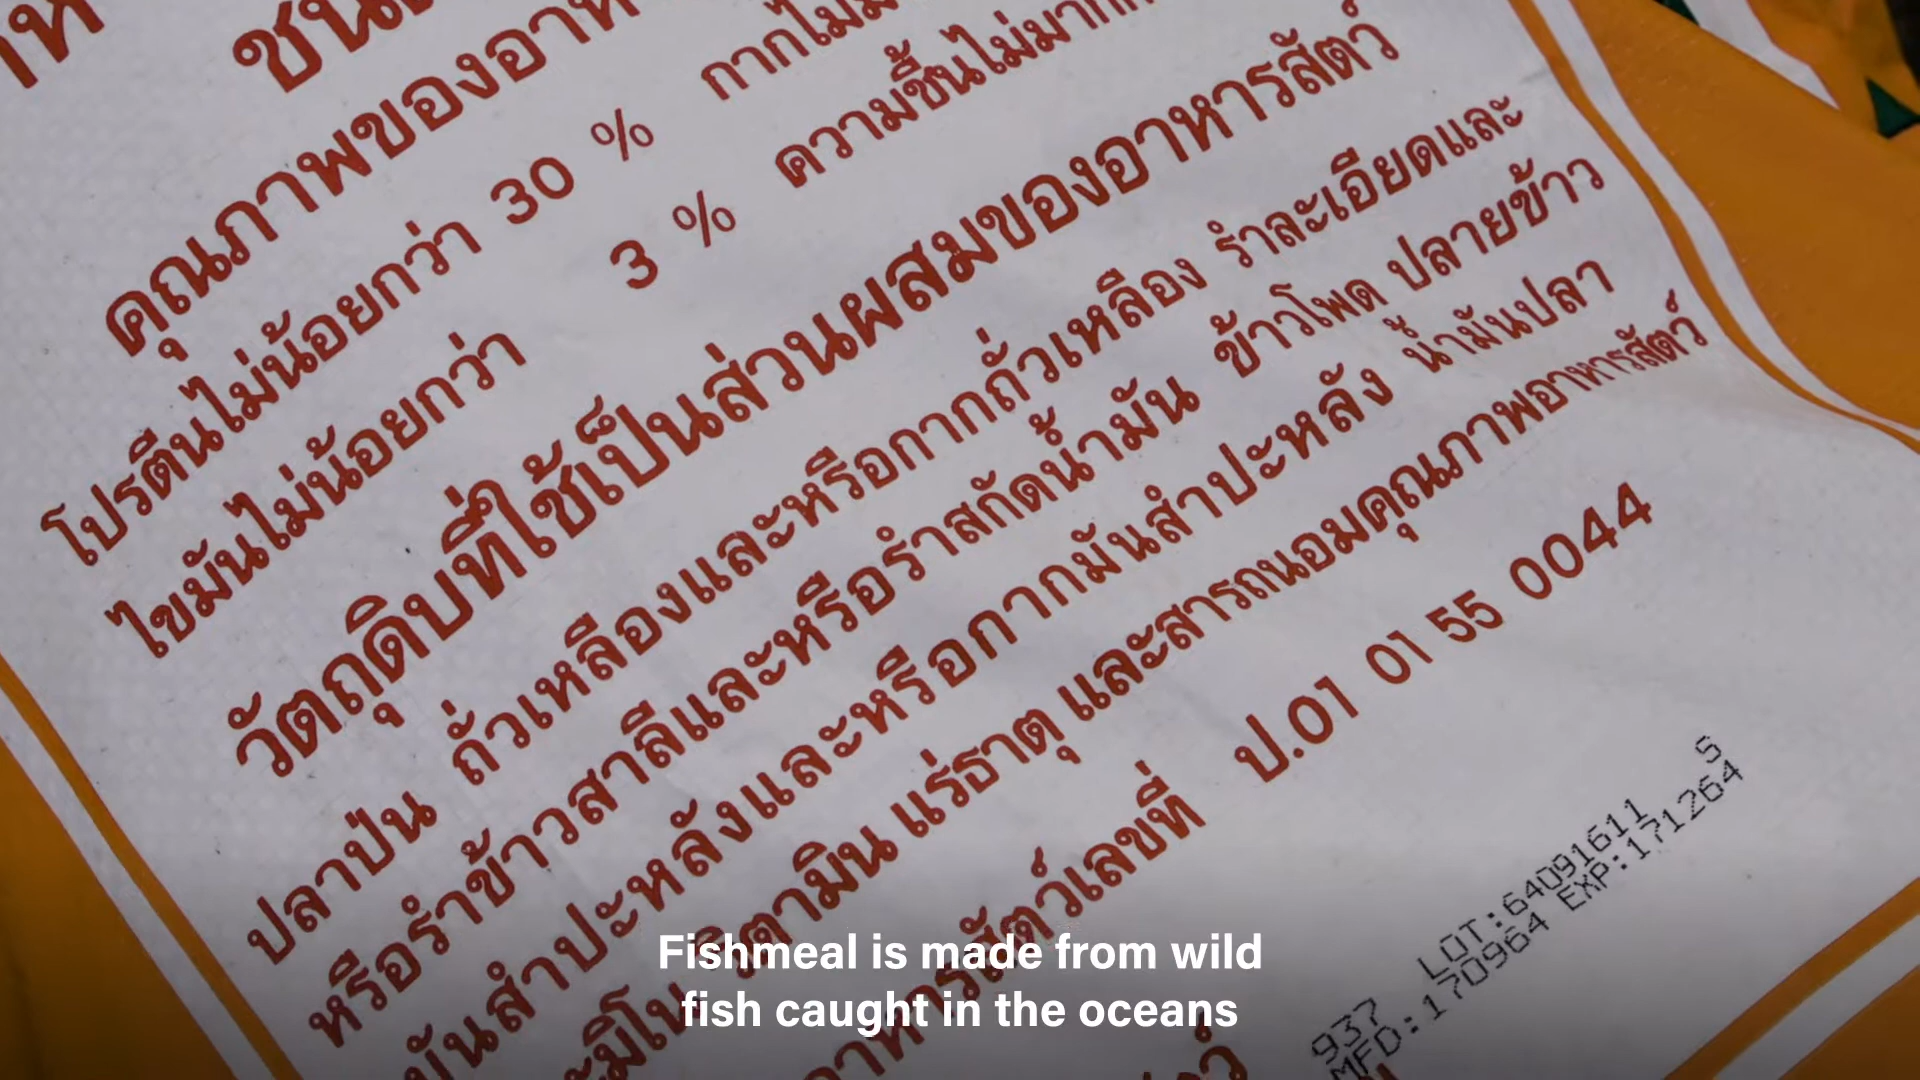 คุณภาพของอาห
โปรตีนไม่น้อยกว่า 30 % กากไม่ม
ไขมันไม่น้อยกว่า 3 % ความชื้นไม่มาก
วัตถุดิบที่ใช้เป็นส่วนผสมของอาหารสัตว์
ปลาป่น ถั่วเหลืองและหรือกากถั่วเหลือง รำละเอียดและ
หรือรำข้าวสาลีและหรือรำสกัดน้ำมัน ข้าวโพด ปลายข้าว
มันสำปะหลังและหรือกากมันสำปะหลัง น้ำมันปลา
วิตามิน แร่ธาตุ และสารถนอมคุณภาพอาหารสัตว์
อาหารสัตว์เลขที่ ป.01 01 55 0044
937 LOT:64091611 S
MFD:170964 EXP:171264
Fishmeal is made from wild
fish caught in the oceans